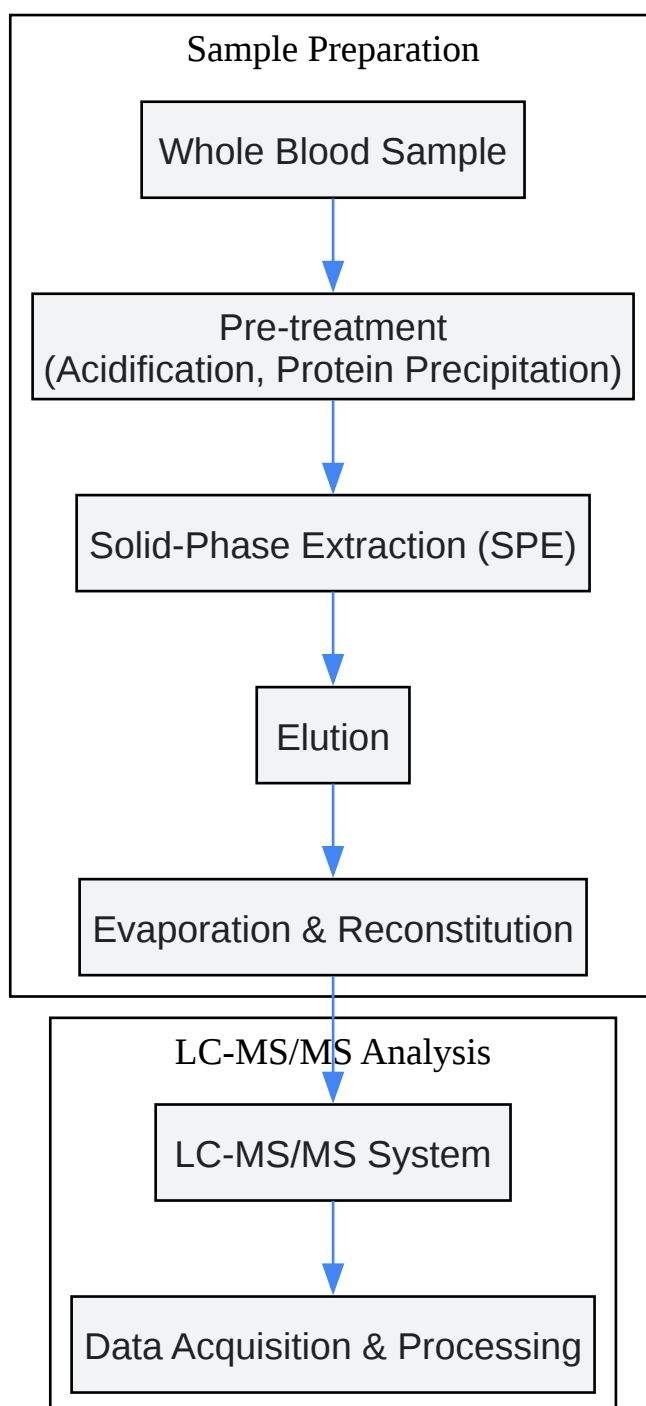 Sample Preparation
Whole Blood Sample
Pre-treatment
(Acidification, Protein Precipitation)
Solid-Phase Extraction (SPE)
Elution
Evaporation & Reconstitution
LC-MS/MS Analysis
LC-MS/MS System
Data Acquisition & Processing